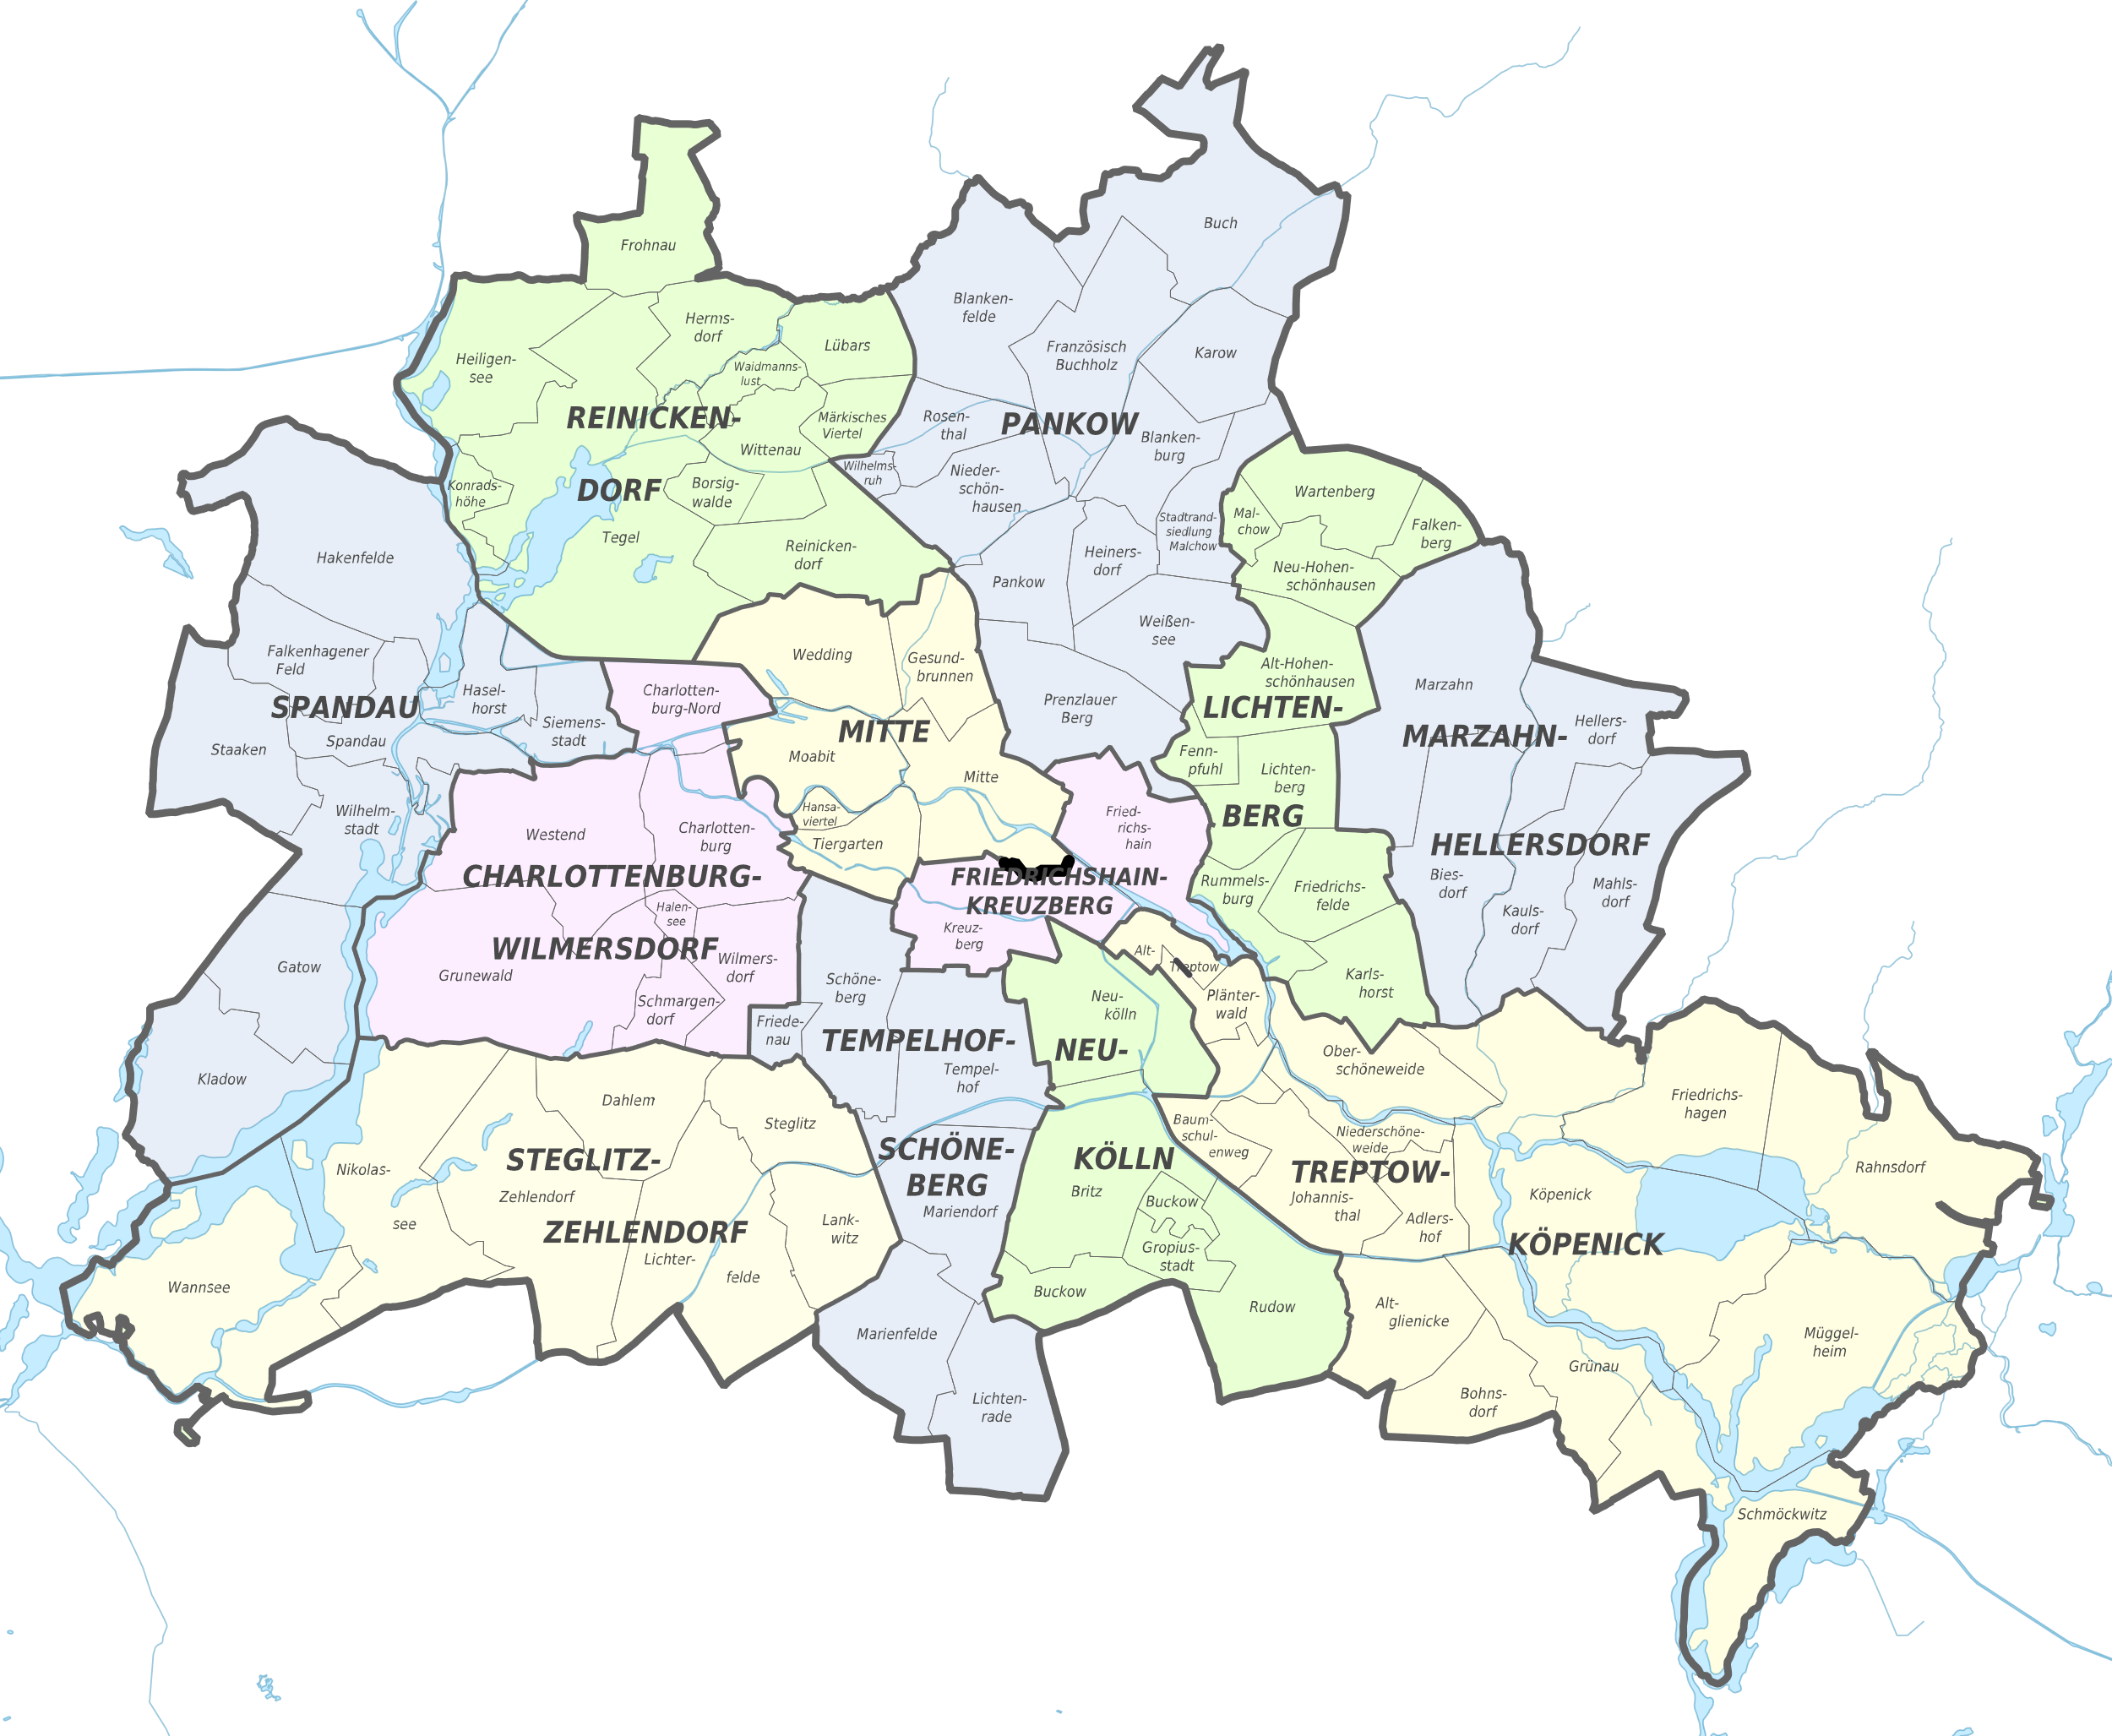 Frohnau
Buch
Blanken-
felde
Herms-
dorf
Lübars
Französisch
Buchholz
Karow
Heiligen-
see
Waidmanns-
lust
REINICKEN-
DORF
Märkisches
Viertel
Rosen-
thal
PANKOW
Blanken-
burg
Wittenau
Wilhelms-
ruh
Nieder-
schön-
hausen
Konrads-
höhe
Borsig-
walde
Tegel
Reinicken-
dorf
Stadtrand-
siedlung
Malchow
Mal-
chow
Wartenberg
Falken-
berg
Heiners-
dorf
Pankow
Neu-Hohen-
schönhausen
Hakenfelde
Weißen-
see
Falkenhagener
Feld
Wedding
Gesund-
brunnen
Alt-Hohen-
schönhausen
Marzahn
SPANDAU
Hasel-
horst
Charlotten-
burg-Nord
Prenzlauer
Berg
LICHTEN-
BERG
Siemens-
stadt
MITTE
MARZAHN-
HELLERSDORF
Hellers-
dorf
Staaken
Spandau
Moabit
Mitte
Fenn-
pfuhl
Lichten-
berg
Wilhelm-
stadt
Westend
Charlotten-
burg
Hansa-
viertel
Tiergarten
Fried-
richs-
hain
CHARLOTTENBURG-
WILMERSDORF
FRIEDRICHSHAIN-
KREUZBERG
Rummels-
burg
Friedrichs-
felde
Bies-
dorf
Mahls-
dorf
Kauls-
dorf
Halen-
see
Kreuz-
berg
Gatow
Grunewald
Wilmers-
dorf
Schmargen-
dorf
Alt-
Treptow
Karls-
horst
Schöne-
berg
Plänter-
wald
Neu-
kölln
Friede-
nau
TEMPELHOF-
SCHÖNE-
BERG
NEU-
KÖLLN
Ober-
schöneweide
Kladow
Tempel-
hof
Dahlem
Steglitz
Friedrichs-
hagen
Baum-
schul-
enweg
Niederschöne-
weide
STEGLITZ-
ZEHLENDORF
TREPTOW-
KÖPENICK
Nikolas-
see
Rahnsdorf
Zehlendorf
Britz
Buckow
Johannis-
thal
Köpenick
Mariendorf
Lank-
witz
Adlers-
hof
Gropius-
stadt
Lichter-
felde
Wannsee
Buckow
Rudow
Alt-
glienicke
Marienfelde
Müggel-
heim
Grünau
Lichten-
rade
Bohns-
dorf
Schmöckwitz